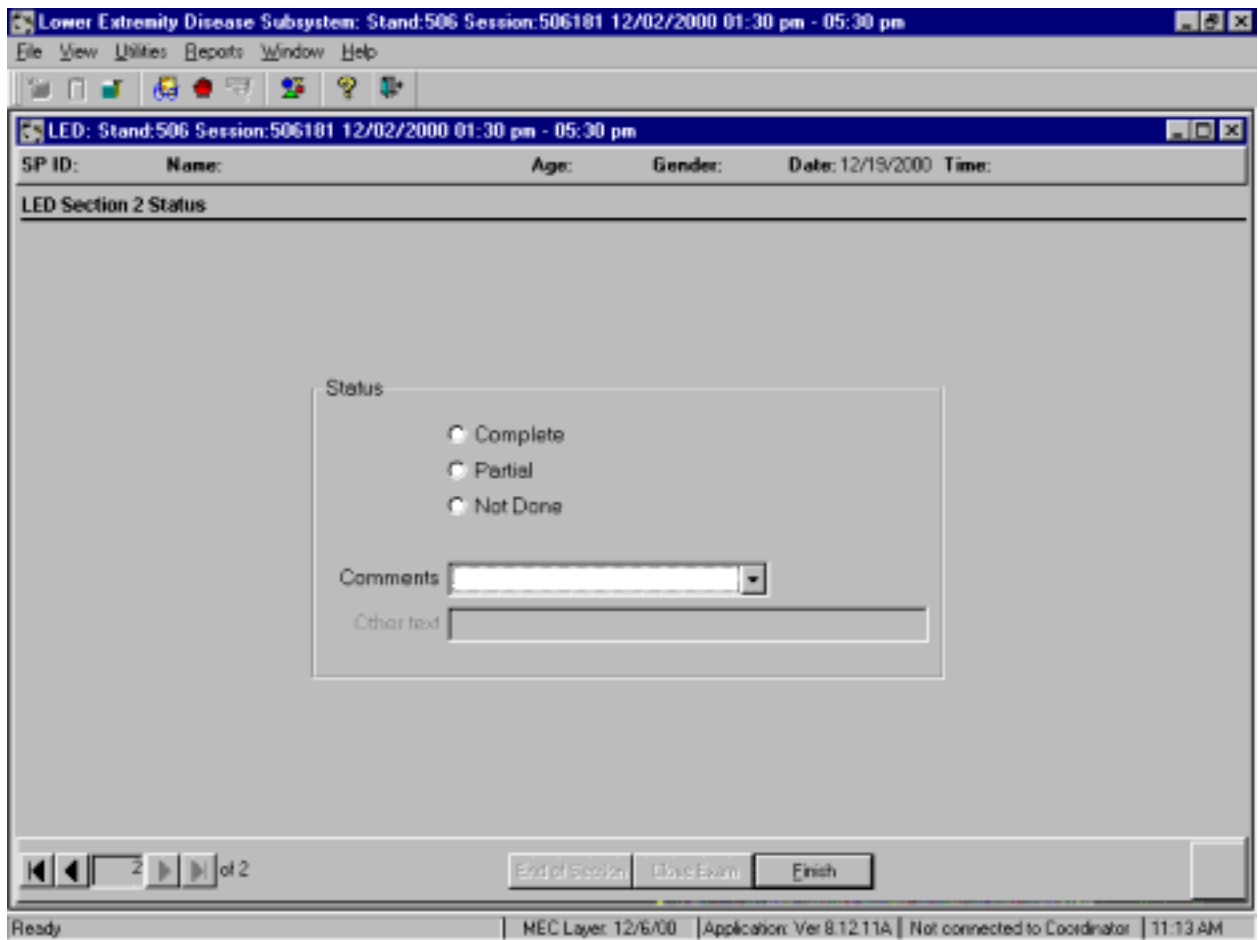 Lower Extremity Disease Subsystem: Stand:506 Session:506181 12/02/2000 01:30 pm - 05:30 pm
File View Utilities Reports Window Help
LED: Stand:506 Session:506181 12/02/2000 01:30 pm - 05:30 pm
SP ID: Name: Age: Gender: Date: 12/19/2000 Time:
LED Section 2 Status
Status
Complete
Partial
Not Done
Comments
Other text
2 of 2 End of Section Close Exam Finish
Ready MEC Layer: 12/6/00 Application: Ver 8.12.11A Not connected to Coordinator 11:13 AM